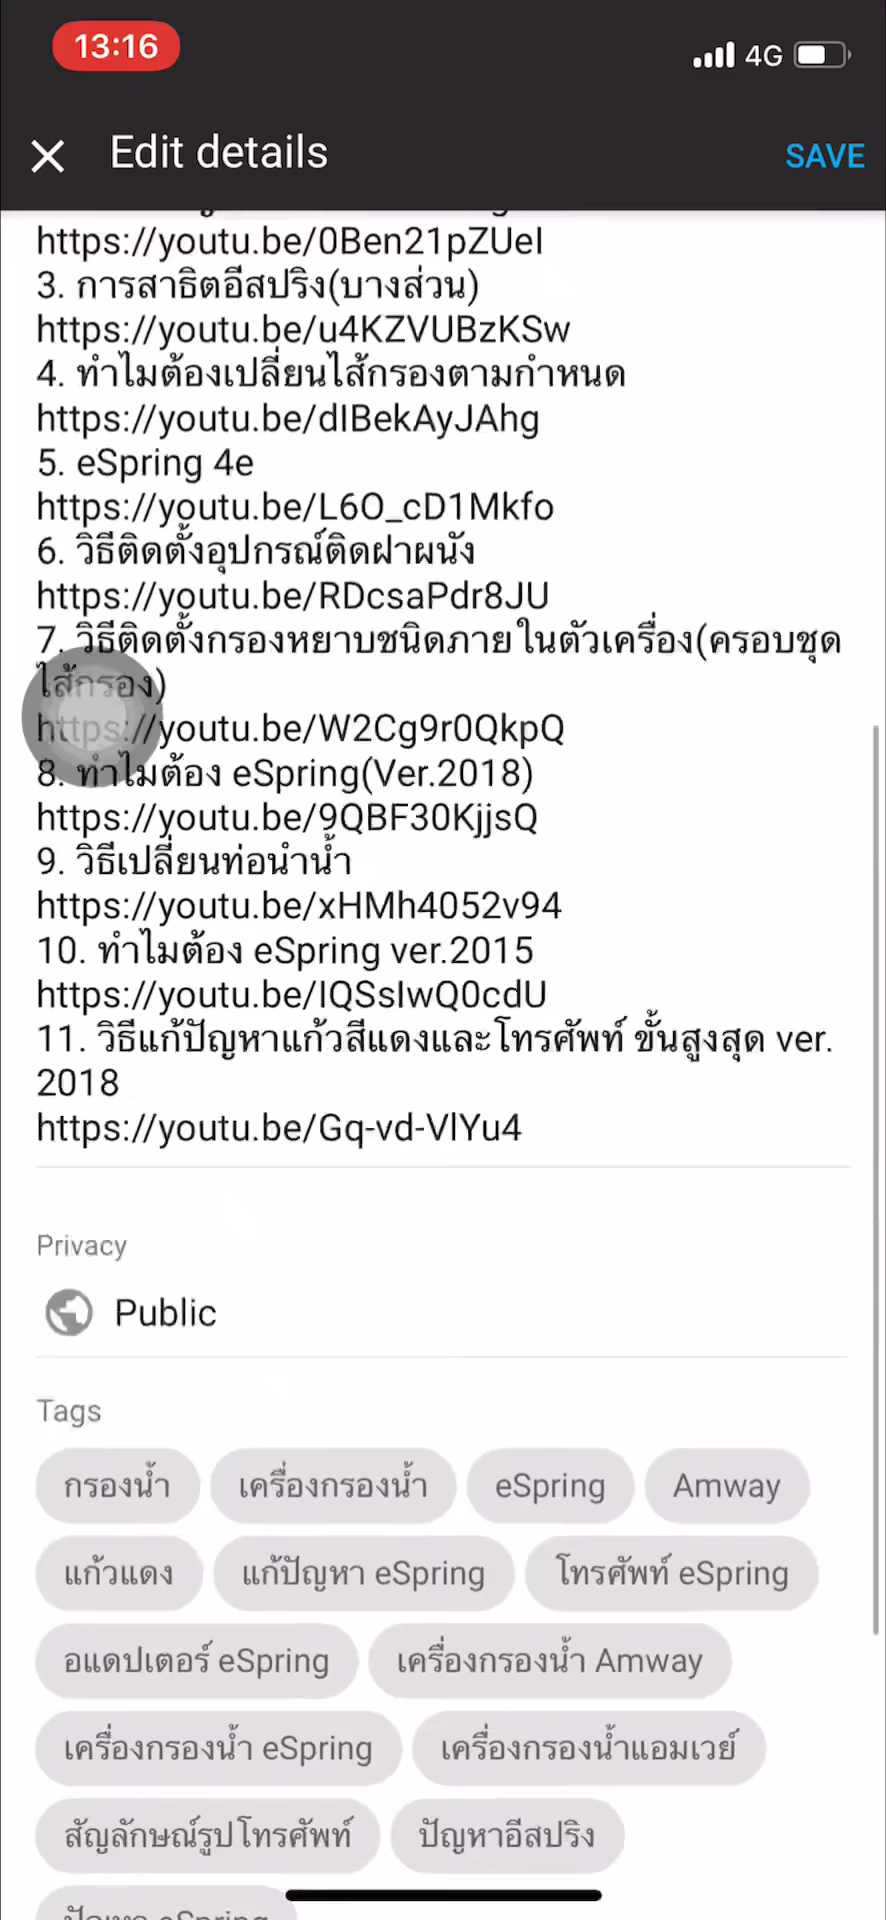 13:16
4G
Edit details
SAVE
https://youtu.be/0Ben21pZUeI
3. การสาธิตอีสปริง(บางส่วน)
https://youtu.be/u4KZVUBzKSw
4. ทำไมต้องเปลี่ยนไส้กรองตามกำหนด
https://youtu.be/dIBekAyJAhg
5. eSpring 4e
https://youtu.be/L6O_cD1Mkfo
6. วิธีติดตั้งอุปกรณ์ติดฝาผนัง
https://youtu.be/RDcsaPdr8JU
7. วิธีติดตั้งกรองหยาบชนิดภายในตัวเครื่อง(ครอบชุด
ไส้กรอง)
https://youtu.be/W2Cg9r0QkpQ
8. ทำไมต้อง eSpring(Ver.2018)
https://youtu.be/9QBF30KjjsQ
9. วิธีเปลี่ยนท่อนำน้ำ
https://youtu.be/xHMh4052v94
10. ทำไมต้อง eSpring ver.2015
https://youtu.be/IQSsIwQ0cdU
11. วิธีแก้ปัญหาแก้วสีแดงและโทรศัพท์ ขั้นสูงสุด ver.
2018
https://youtu.be/Gq-vd-VlYu4
Privacy
Public
Tags
กรองน้ำ เครื่องกรองน้ำ eSpring Amway
แก้วแดง แก้ปัญหา eSpring โทรศัพท์ eSpring
อแดปเตอร์ eSpring เครื่องกรองน้ำ Amway
เครื่องกรองน้ำ eSpring เครื่องกรองน้ำแอมเวย์
สัญลักษณ์รูปโทรศัพท์ ปัญหาอีสปริง